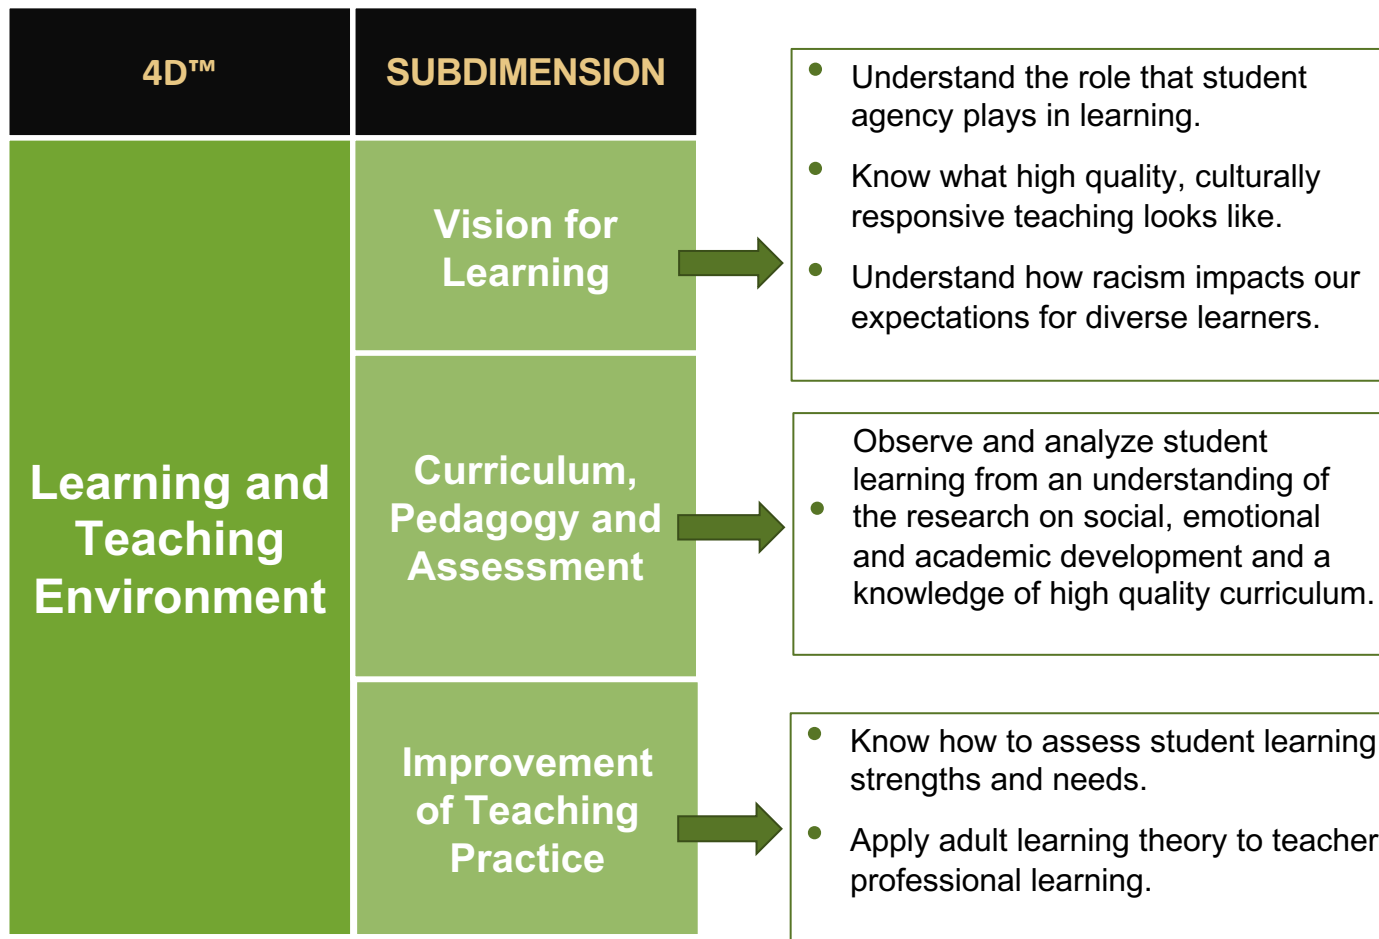 4D™
SUBDIMENSION
Learning and
Teaching
Environment
Vision for
Learning
• Understand the role that student
agency plays in learning.
• Know what high quality, culturally
responsive teaching looks like.
• Understand how racism impacts our
expectations for diverse learners.
Curriculum,
Pedagogy and
Assessment
Observe and analyze student
learning from an understanding of
• the research on social, emotional
and academic development and a
knowledge of high quality curriculum.
Improvement
of Teaching
Practice
• Know how to assess student learning
strengths and needs.
• Apply adult learning theory to teacher
professional learning.